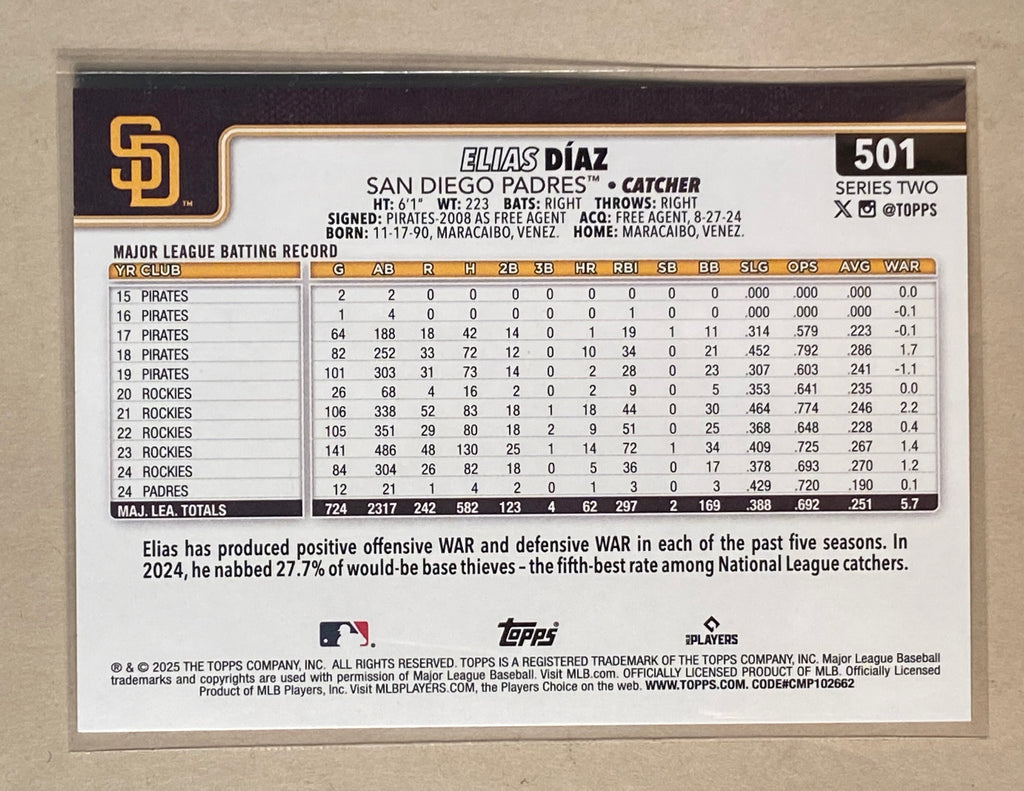 SD™
ELIAS DÍAZ
501
SAN DIEGO PADRES™ • CATCHER
SERIES TWO
HT: 6'1" WT: 223 BATS: RIGHT THROWS: RIGHT
@TOPPS
SIGNED: PIRATES-2008 AS FREE AGENT ACQ: FREE AGENT, 8-27-24
BORN: 11-17-90, MARACAIBO, VENEZ. HOME: MARACAIBO, VENEZ.
MAJOR LEAGUE BATTING RECORD
YR CLUB G AB R H 2B 3B HR RBI SB BB SLG OPS AVG WAR
15 PIRATES 2 2 0 0 0 0 0 0 0 0 .000 .000 .000 0.0
16 PIRATES 1 4 0 0 0 0 0 1 0 0 .000 .000 .000 -0.1
17 PIRATES 64 188 18 42 14 0 1 19 1 11 .314 .579 .223 -0.1
18 PIRATES 82 252 33 72 12 0 10 34 0 21 .452 .792 .286 1.7
19 PIRATES 101 303 31 73 14 0 2 28 0 23 .307 .603 .241 -1.1
20 ROCKIES 26 68 4 16 2 0 2 9 0 5 .353 .641 .235 0.0
21 ROCKIES 106 338 52 83 18 1 18 44 0 30 .464 .774 .246 2.2
22 ROCKIES 105 351 29 80 18 2 9 51 0 25 .368 .648 .228 0.4
23 ROCKIES 141 486 48 130 25 1 14 72 1 34 .409 .725 .267 1.4
24 ROCKIES 84 304 26 82 18 0 5 36 0 17 .378 .693 .270 1.2
24 PADRES 12 21 1 4 2 0 1 3 0 3 .429 .720 .190 0.1
MAJ. LEA. TOTALS 724 2317 242 582 123 4 62 297 2 169 .388 .692 .251 5.7
Elias has produced positive offensive WAR and defensive WAR in each of the past five seasons. In
2024, he nabbed 27.7% of would-be base thieves – the fifth-best rate among National League catchers.
Topps®
PLAYERS
® & © 2025 THE TOPPS COMPANY, INC. ALL RIGHTS RESERVED. TOPPS IS A REGISTERED TRADEMARK OF THE TOPPS COMPANY, INC. Major League Baseball
trademarks and copyrights are used with permission of Major League Baseball. Visit MLB.com. OFFICIALLY LICENSED PRODUCT OF MLB. Officially Licensed
Product of MLB Players, Inc. Visit MLBPLAYERS.COM, the Players Choice on the web. WWW.TOPPS.COM. CODE#CMP102662